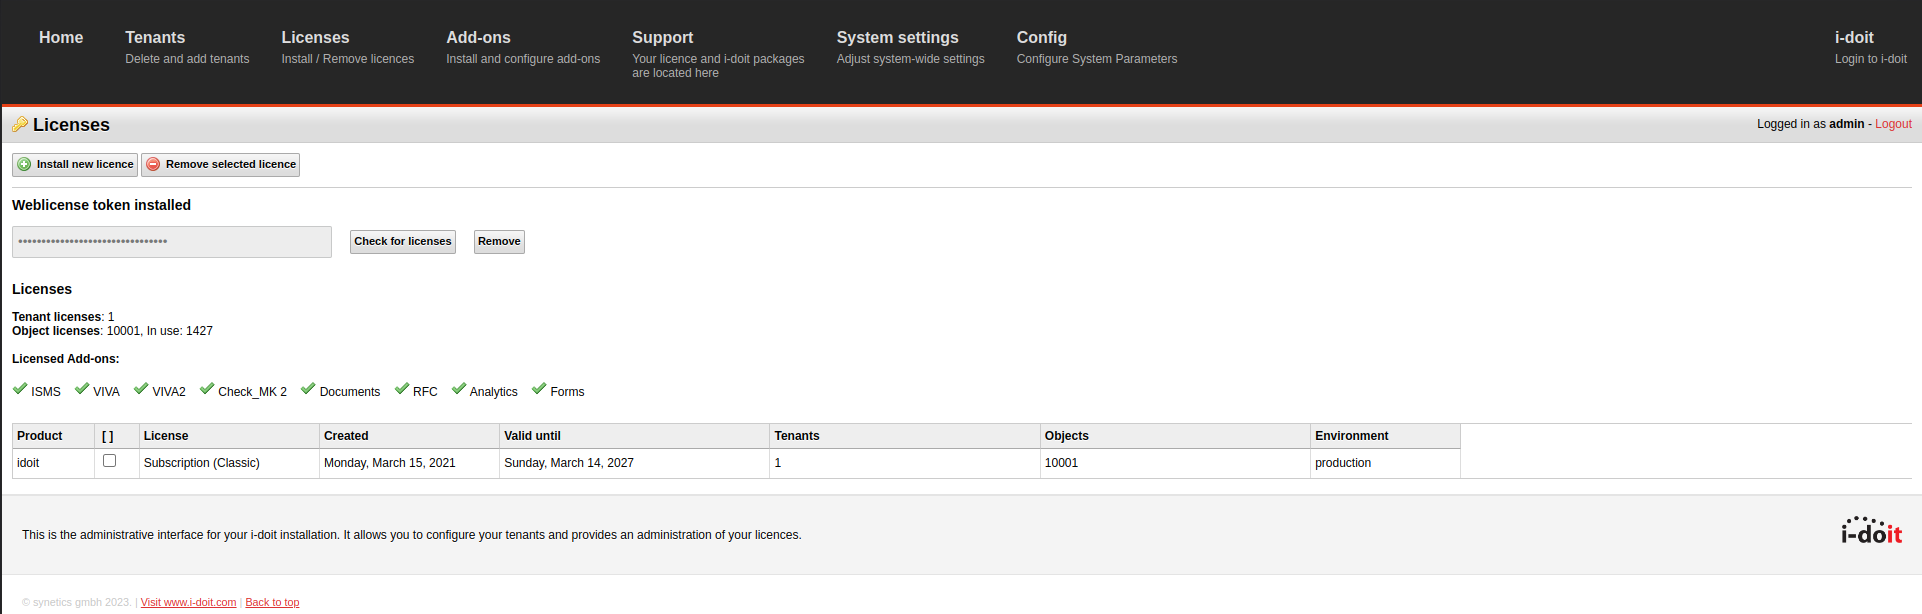 Home Tenants Licenses Add-ons Support System settings Config i-doit
Delete and add tenants Install / Remove licences Install and configure add-ons Your licence and i-doit packages Adjust system-wide settings Configure System Parameters Login to i-doit
are located here
Licenses Logged in as admin - Logout
Install new licence Remove selected licence
Weblicense token installed
•••••••••••••••••••••••••••••••• Check for licenses Remove
Licenses
Tenant licenses: 1
Object licenses: 10001, In use: 1427
Licensed Add-ons:
ISMS VIVA VIVA2 Check_MK 2 Documents RFC Analytics Forms
Product [ ] License Created Valid until Tenants Objects Environment
idoit Subscription (Classic) Monday, March 15, 2021 Sunday, March 14, 2027 1 10001 production
This is the administrative interface for your i-doit installation. It allows you to configure your tenants and provides an administration of your licences.
i-doit
© synetics gmbh 2023. | Visit www.i-doit.com | Back to top